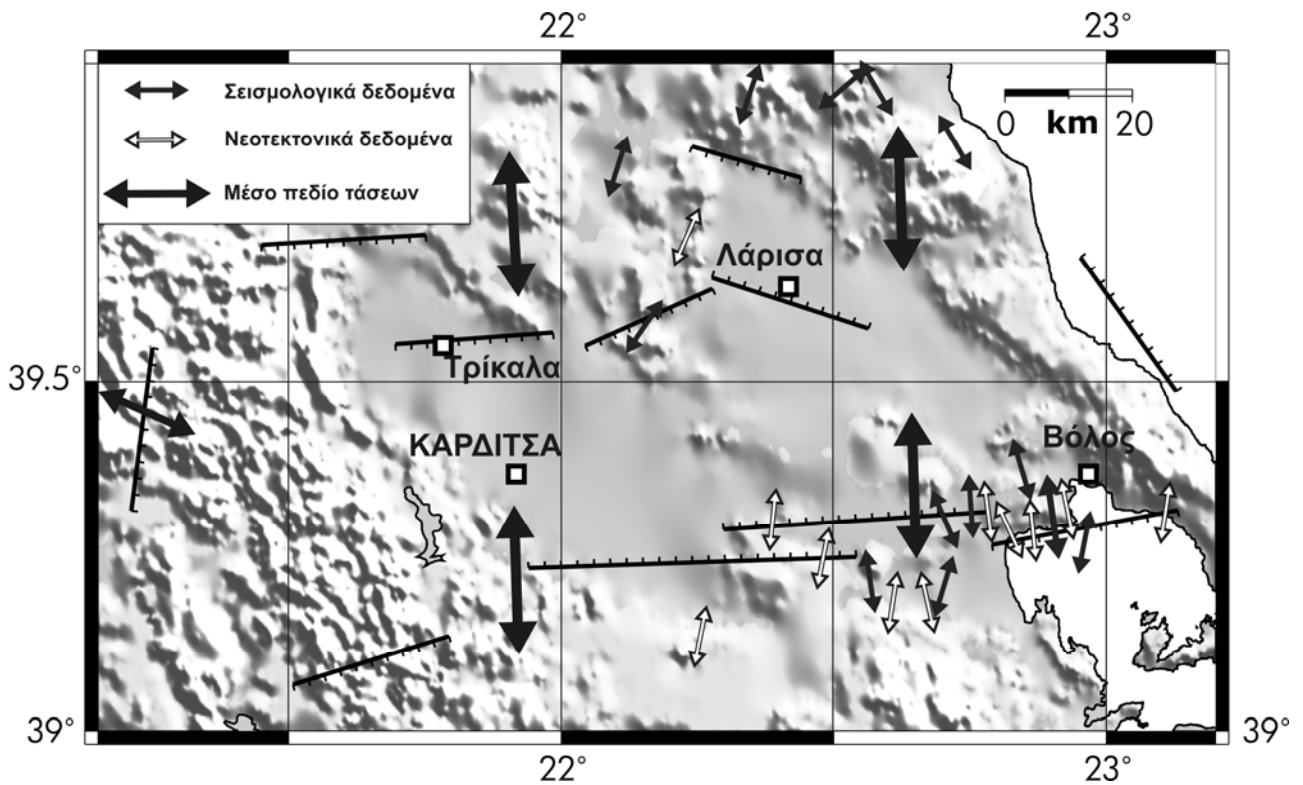 22°
23°
Σεισμολογικά δεδομένα
Νεοτεκτονικά δεδομένα
Μέσο πεδίο τάσεων
0 km 20
Λάρισα
Τρίκαλα
39.5°
ΚΑΡΔΙΤΣΑ
Βόλος
39°
39°
22°
23°